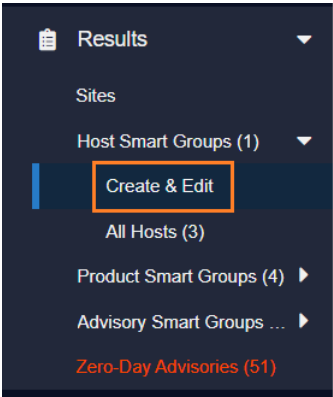 Results
Sites
Host Smart Groups (1)
Create & Edit
All Hosts (3)
Product Smart Groups (4)
Advisory Smart Groups ...
Zero-Day Advisories (51)